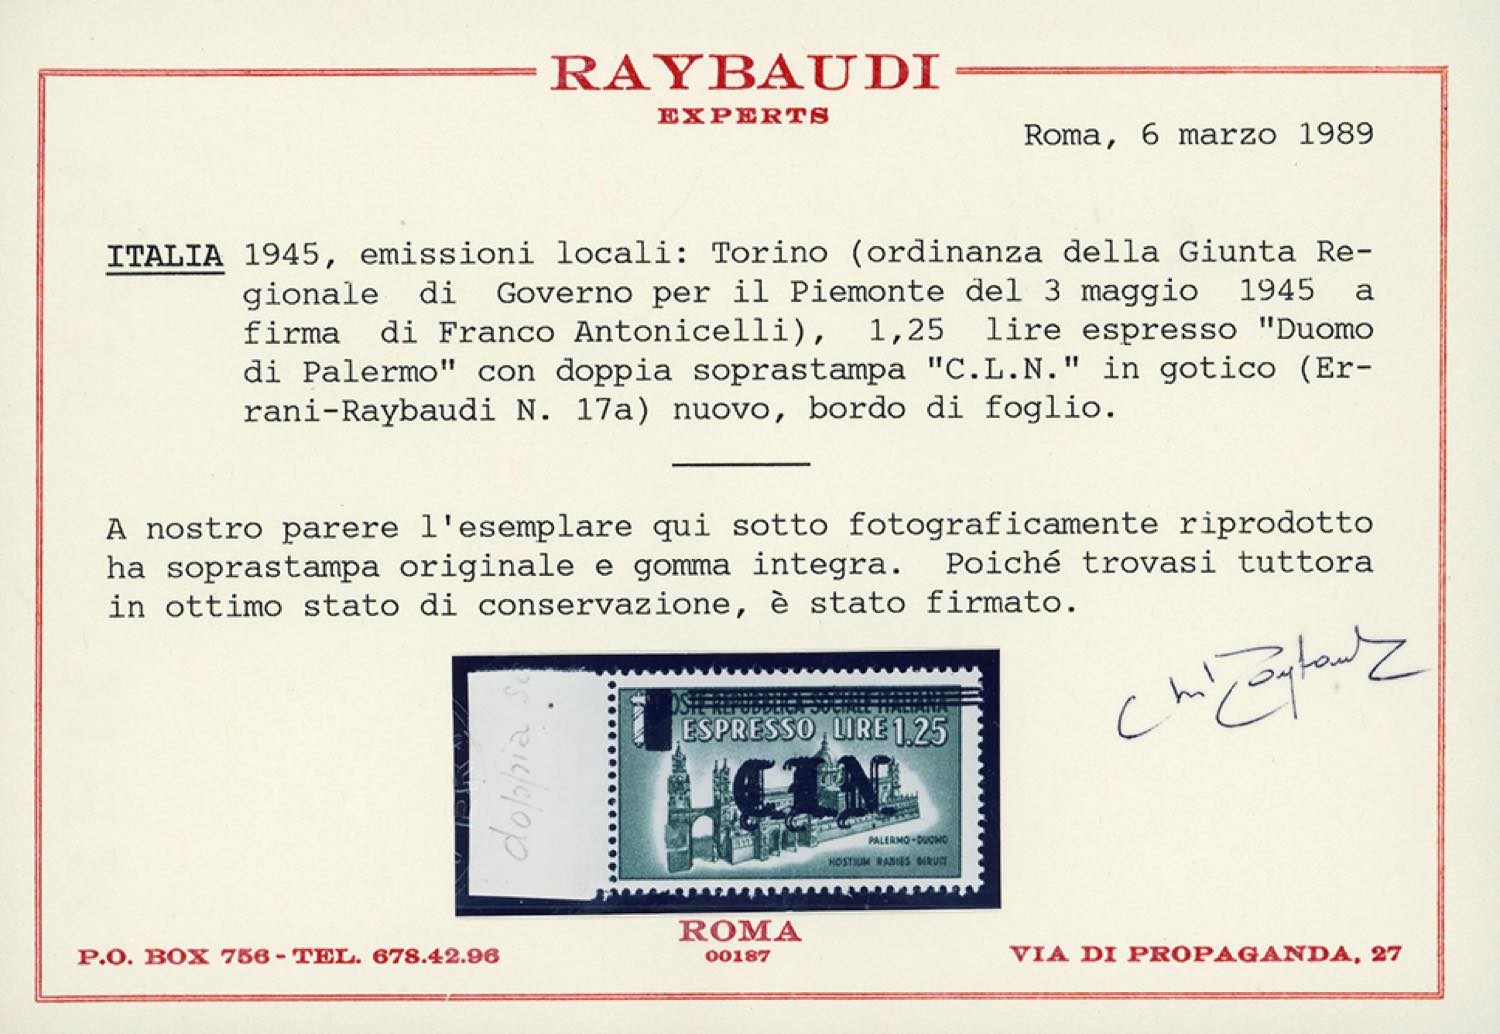 RAYBAUDI
EXPERTS
Roma, 6 marzo 1989
ITALIA 1945, emissioni locali: Torino (ordinanza della Giunta Re-
gionale di Governo per il Piemonte del 3 maggio 1945 a
firma di Franco Antonicelli), 1,25 lire espresso "Duomo
di Palermo" con doppia soprastampa "C.L.N." in gotico (Er-
rani-Raybaudi N. 17a) nuovo, bordo di foglio.
A nostro parere l'esemplare qui sotto fotograficamente riprodotto
ha soprastampa originale e gomma integra. Poiché trovasi tuttora
in ottimo stato di conservazione, è stato firmato.
doppia
POSTE REPUBBLICA SOCIALE ITALIANA
ESPRESSO LIRE 1.25
C.L.N.
PALERMO-DUOMO
HOSTIUM RABIES DIRUIT
ROMA
00187
P.O. BOX 756 - TEL. 678.42.96
VIA DI PROPAGANDA, 27